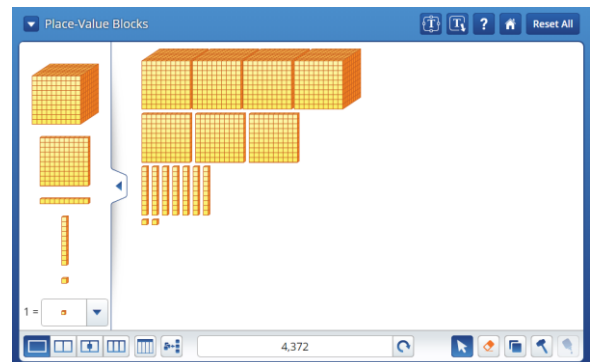 Place-Value Blocks
T
T
?
Reset All
1 =
4,372